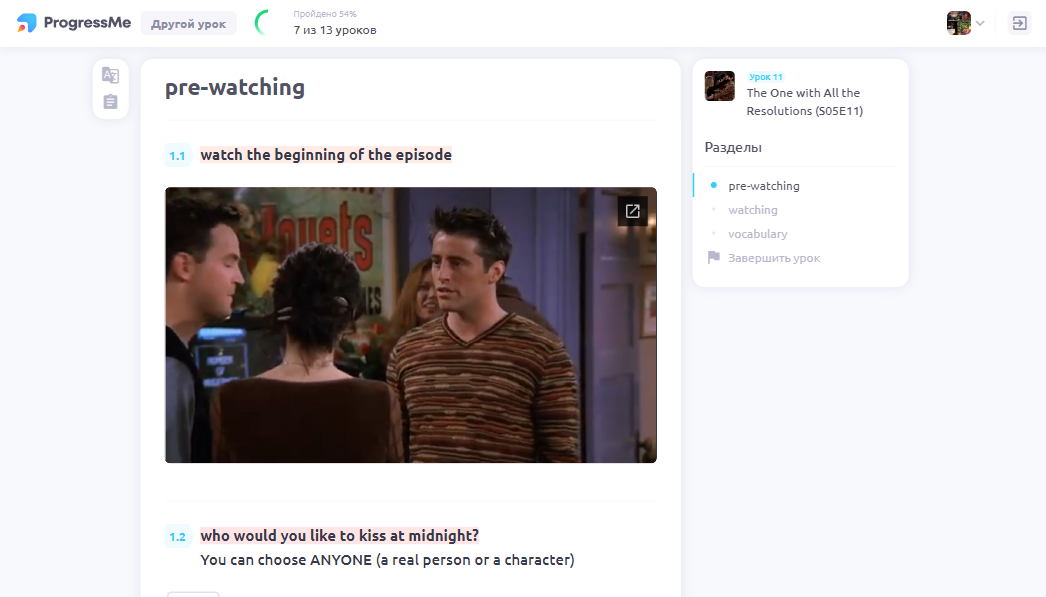 ProgressMe
Другой урок
Пройдено 54%
7 из 13 уроков
pre-watching
1.1 watch the beginning of the episode
Jouets
1.2 who would you like to kiss at midnight?
You can choose ANYONE (a real person or a character)
Урок 11
The One with All the
Resolutions (S05E11)
Разделы
pre-watching
watching
vocabulary
Завершить урок